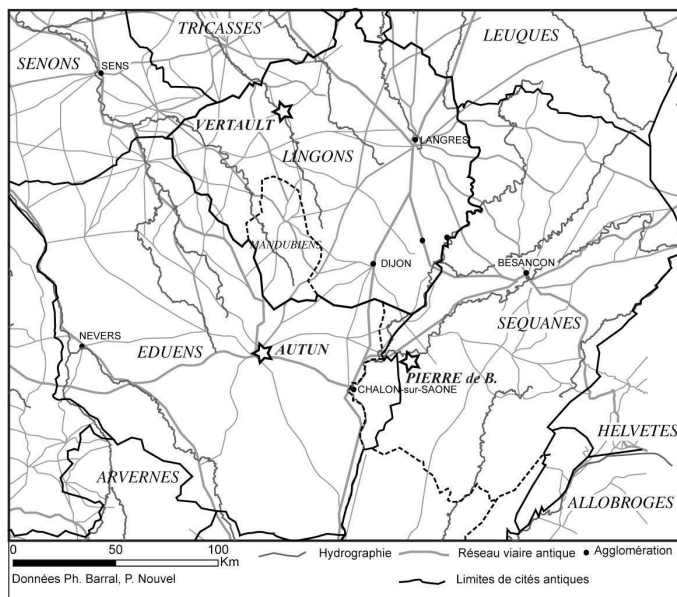 TRICASSES
LEUQUES
SENONS
SENS
VERTAULT
LANGRES
LINGONS
MANDUBIENS
DIJON
BESANCON
SEQUANES
NEVERS
EDUENS
AUTUN
PIERRE de B.
CHALON-sur-SAONE
HELVETES
ARVERNES
ALLOBROGES
0 50 100
Km
Hydrographie Réseau viaire antique Agglomération
Données Ph. Barral, P. Nouvel
Limites de cités antiques